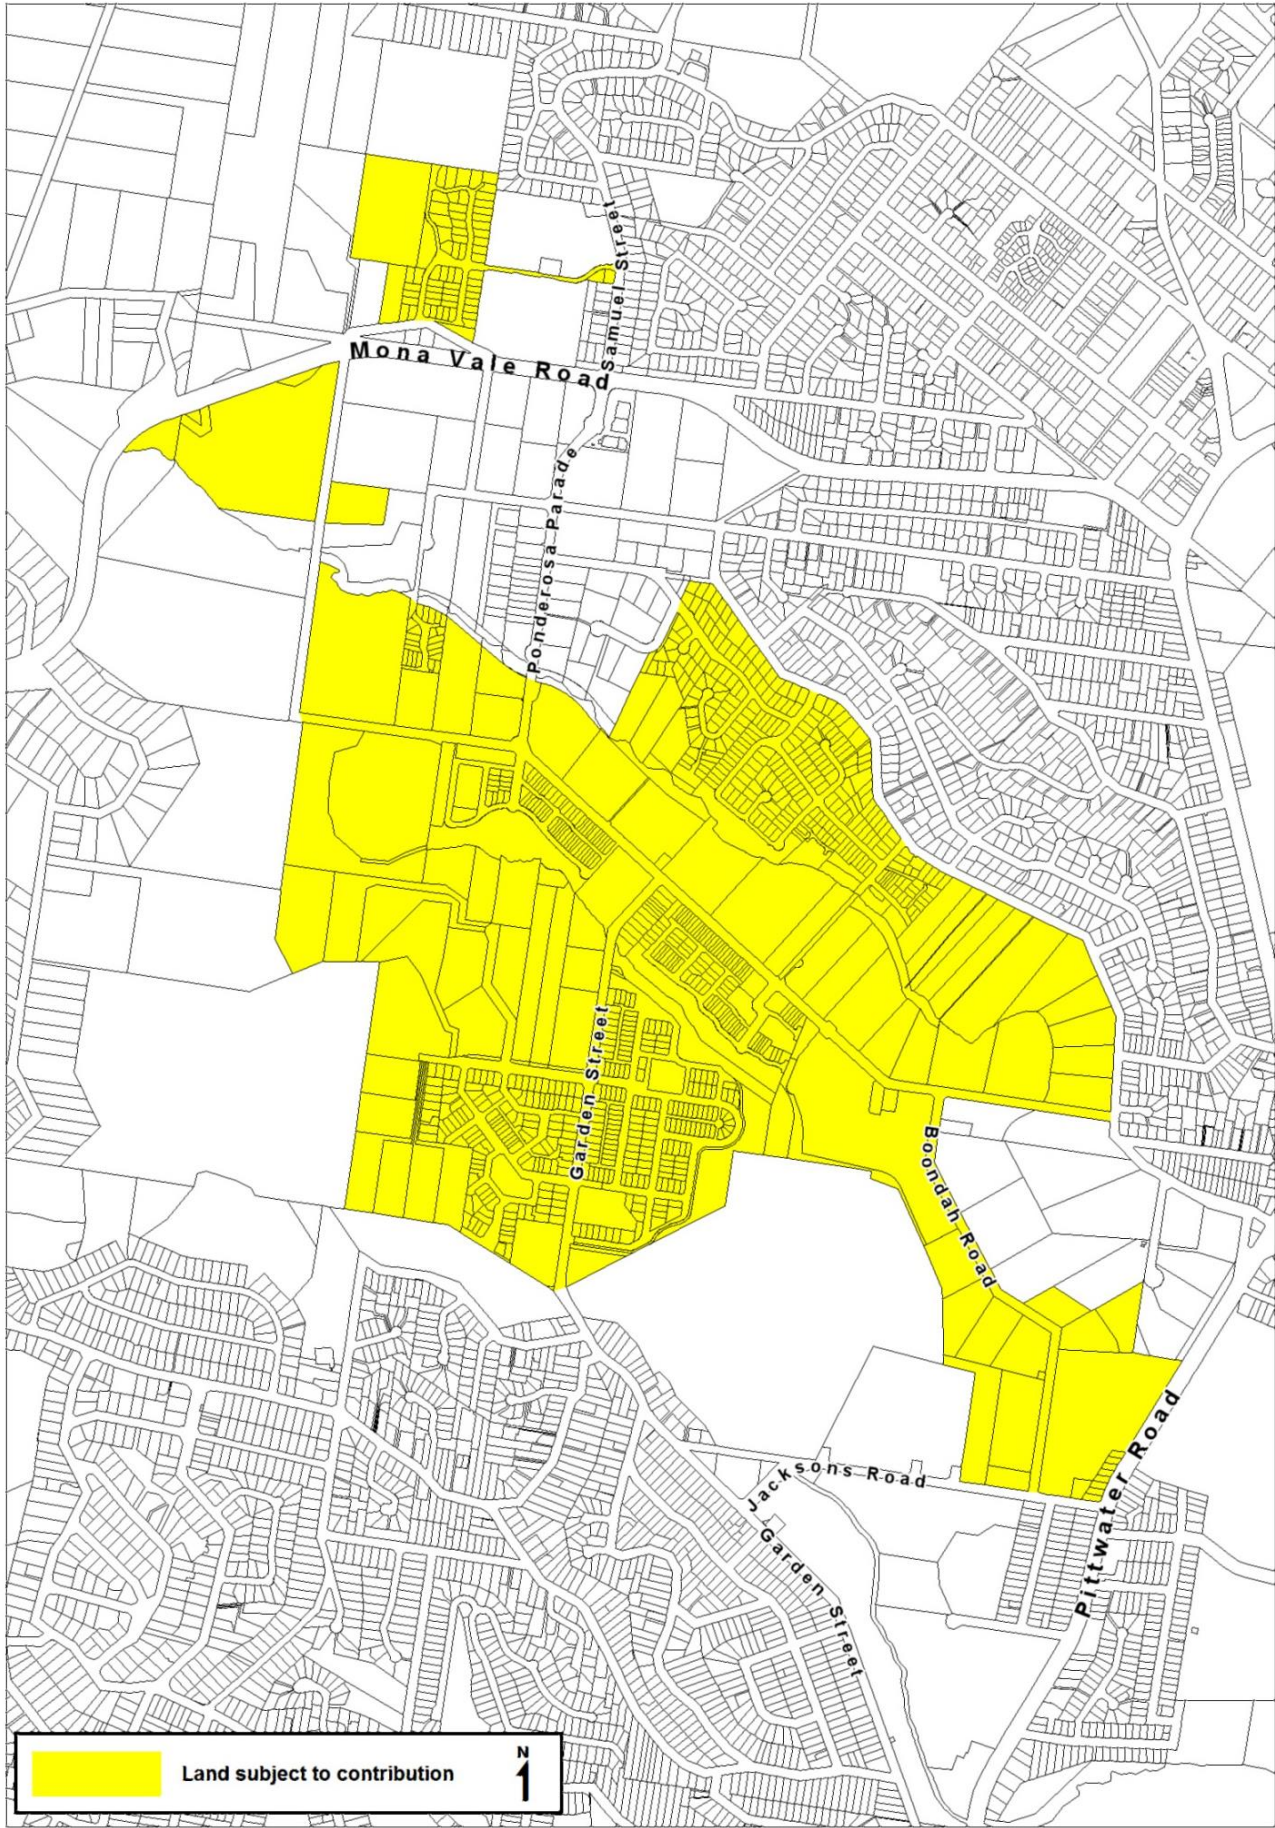 Samuel Street
Mona Vale Road
Ponderosa Parade
Garden Street
Boondah Road
Pittwater Road
Jacksons Road
Garden Street
Land subject to contribution
N